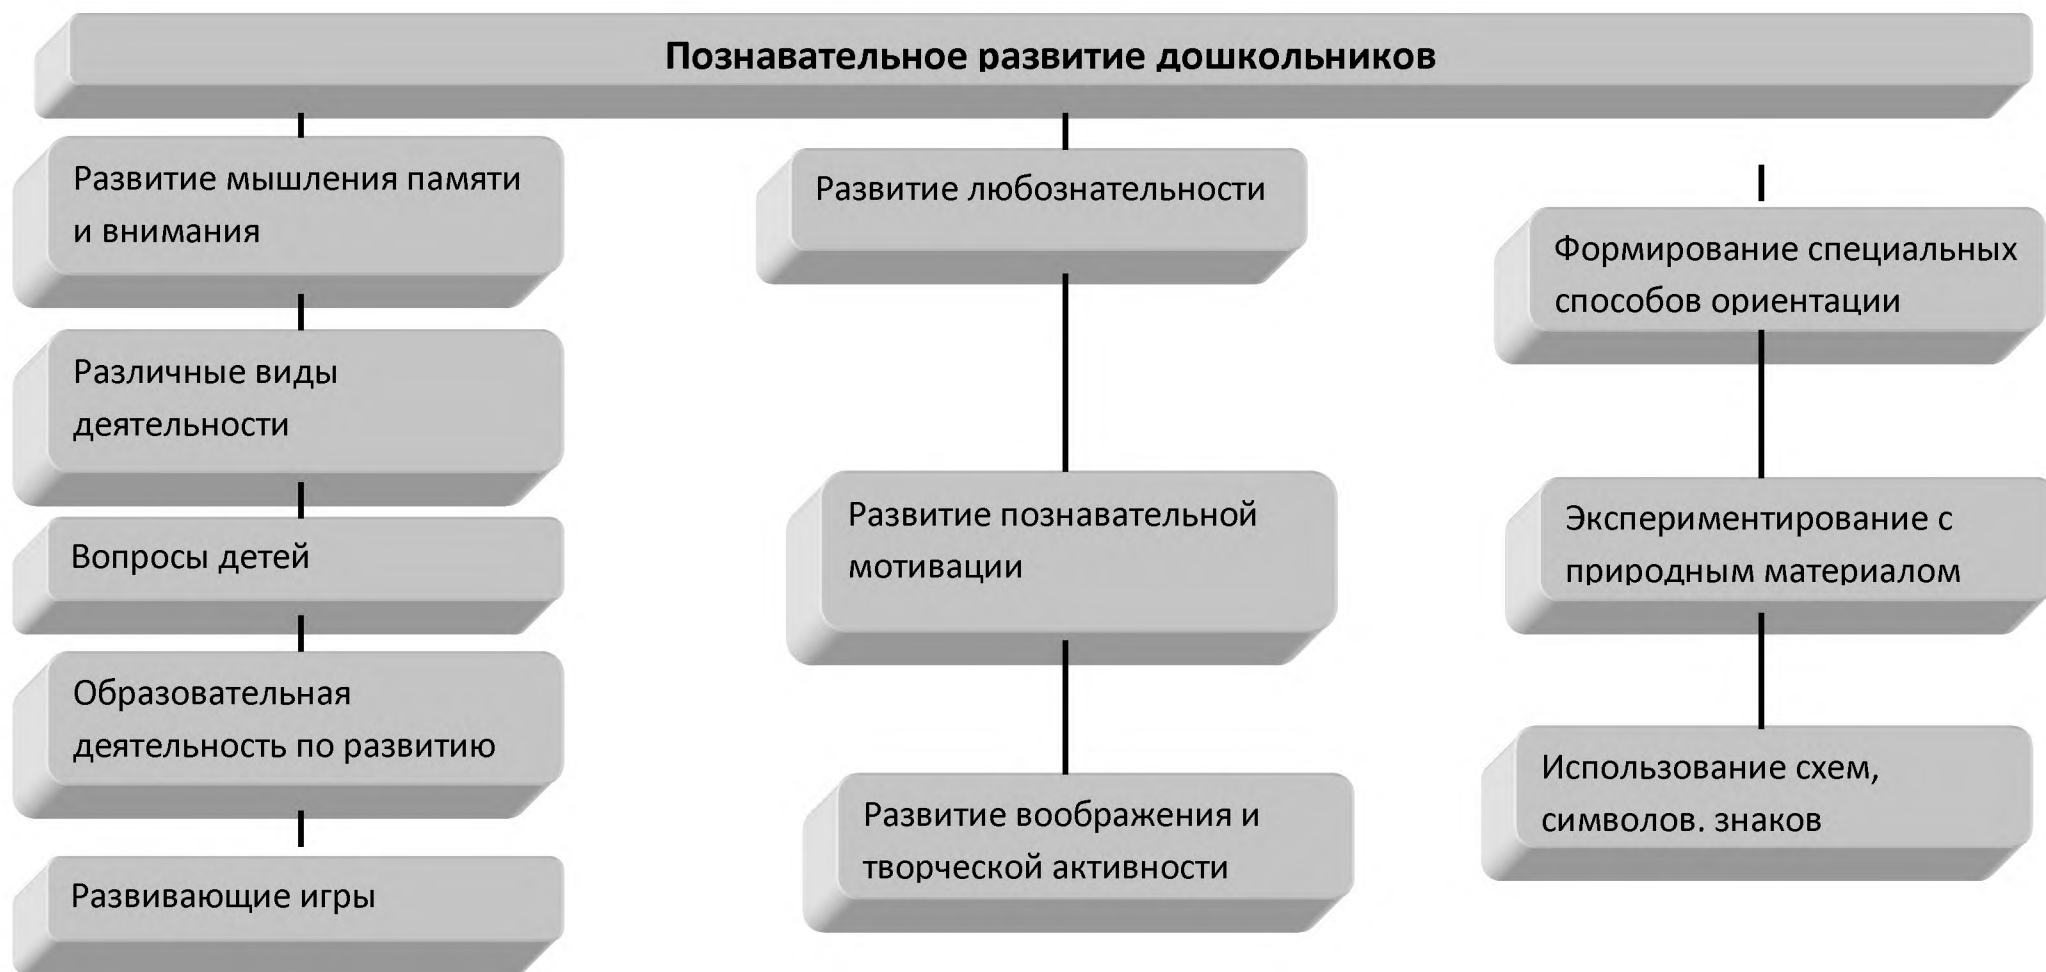 Познавательное развитие дошкольников
Развитие мышления памяти
и внимания
Различные виды
деятельности
Вопросы детей
Образовательная
деятельность по развитию
Развивающие игры
Развитие любознательности
Развитие познавательной
мотивации
Развитие воображения и
творческой активности
Формирование специальных
способов ориентации
Экспериментирование с
природным материалом
Использование схем,
символов. знаков